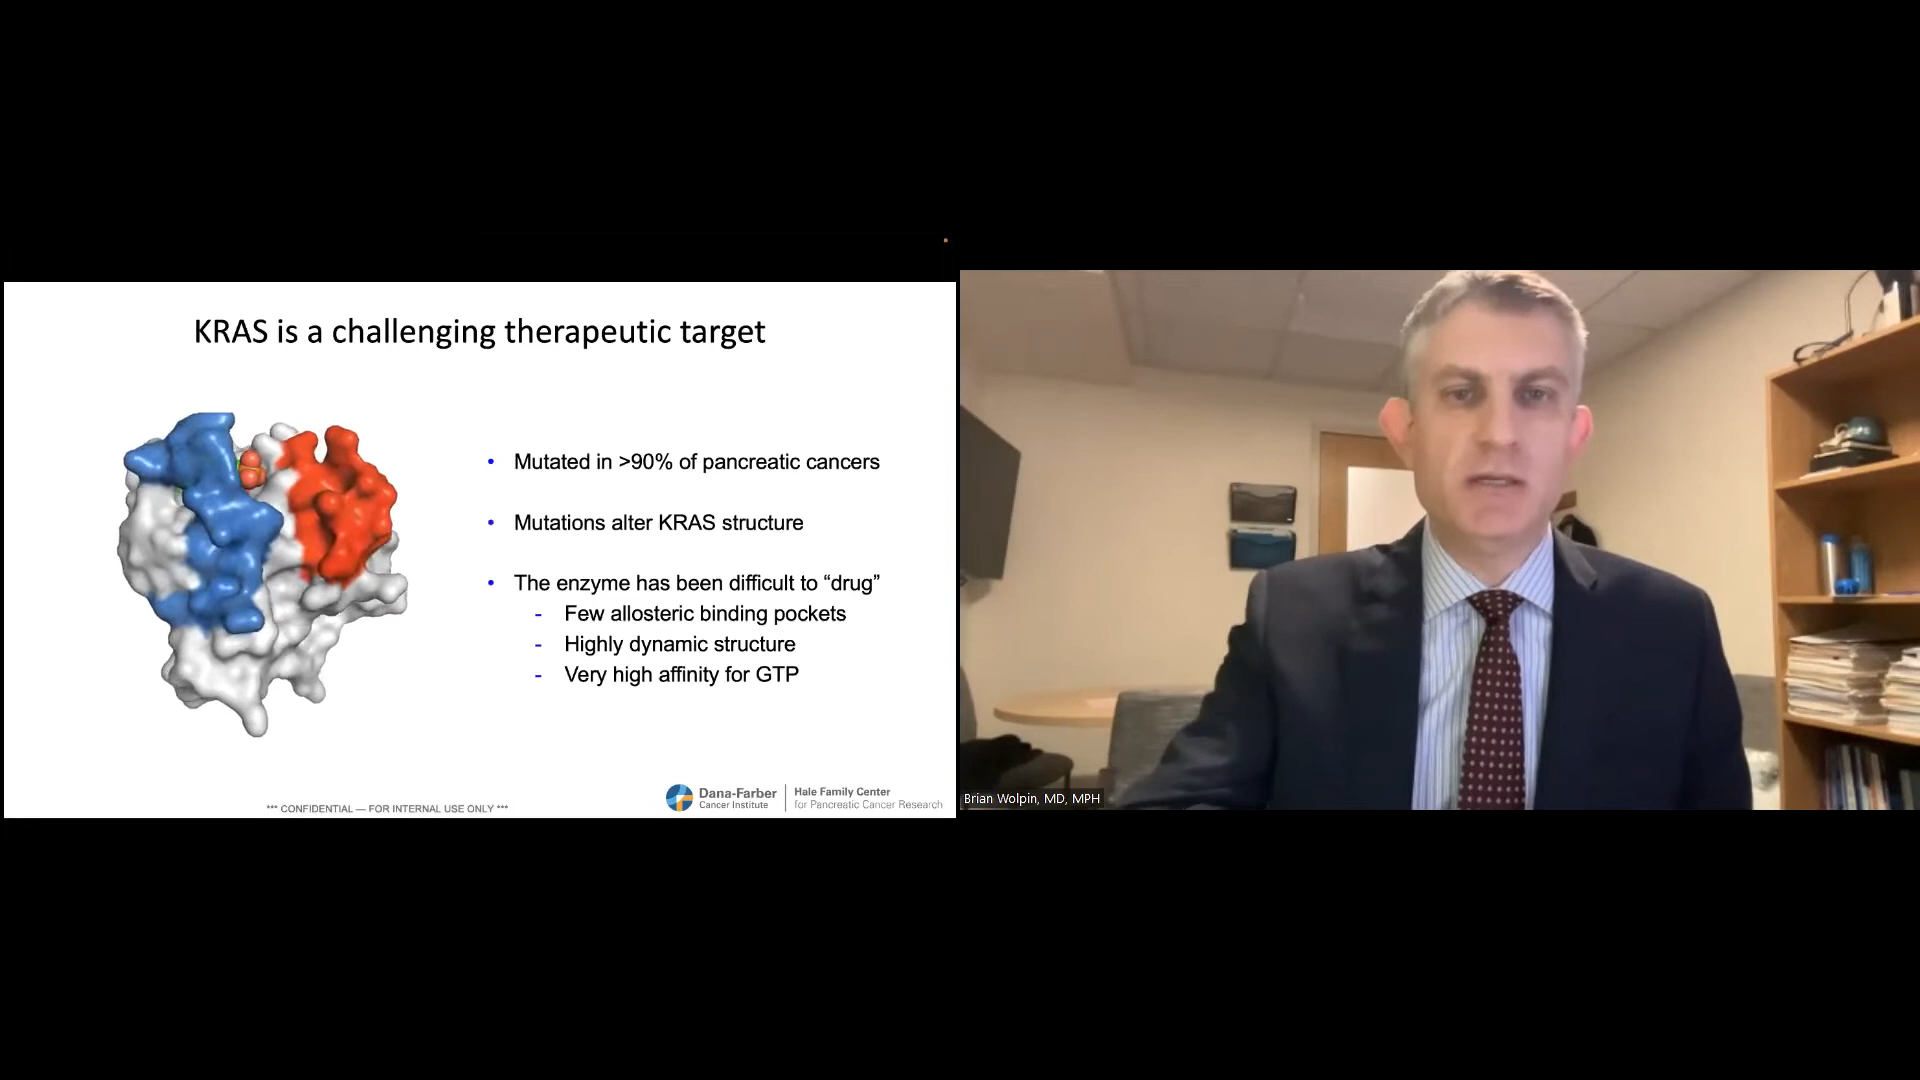 KRAS is a challenging therapeutic target
• Mutated in >90% of pancreatic cancers
• Mutations alter KRAS structure
• The enzyme has been difficult to “drug”
- Few allosteric binding pockets
- Highly dynamic structure
- Very high affinity for GTP
*** CONFIDENTIAL — FOR INTERNAL USE ONLY ***
Dana-Farber
Cancer Institute
Hale Family Center
for Pancreatic Cancer Research
Brian Wolpin, MD, MPH